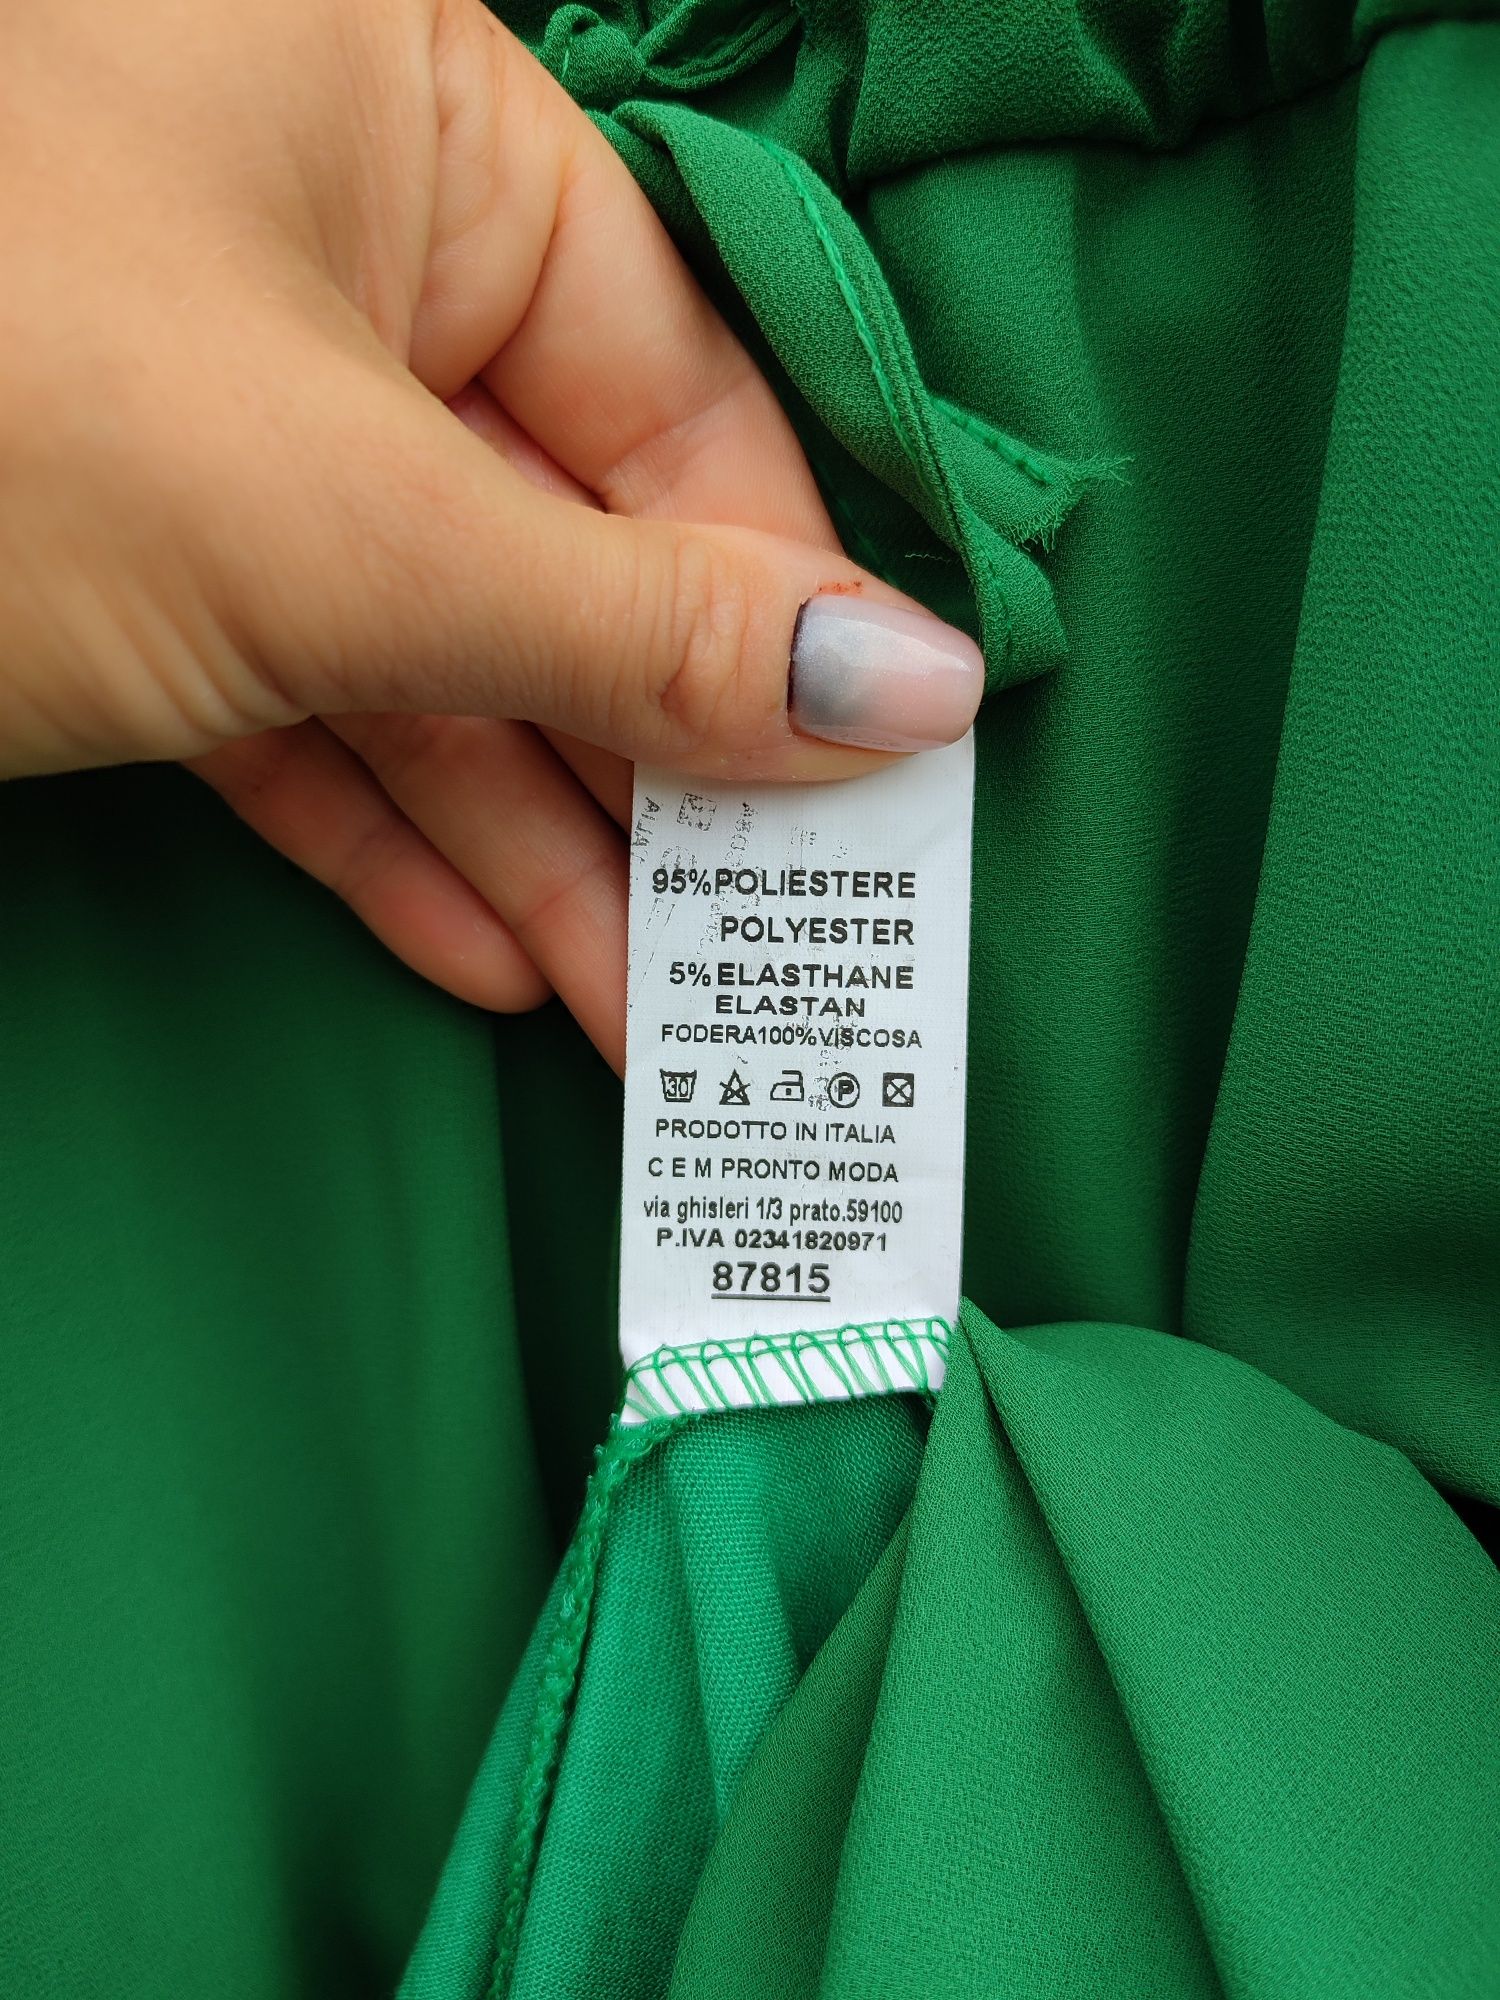 95%POLIESTERE
POLYESTER
5%ELASTHANE
ELASTAN
FODERA100%VISCOSA
30 P
PRODOTTO IN ITALIA
C E M PRONTO MODA
via ghisleri 1/3 prato.59100
P.IVA 02341820971
87815